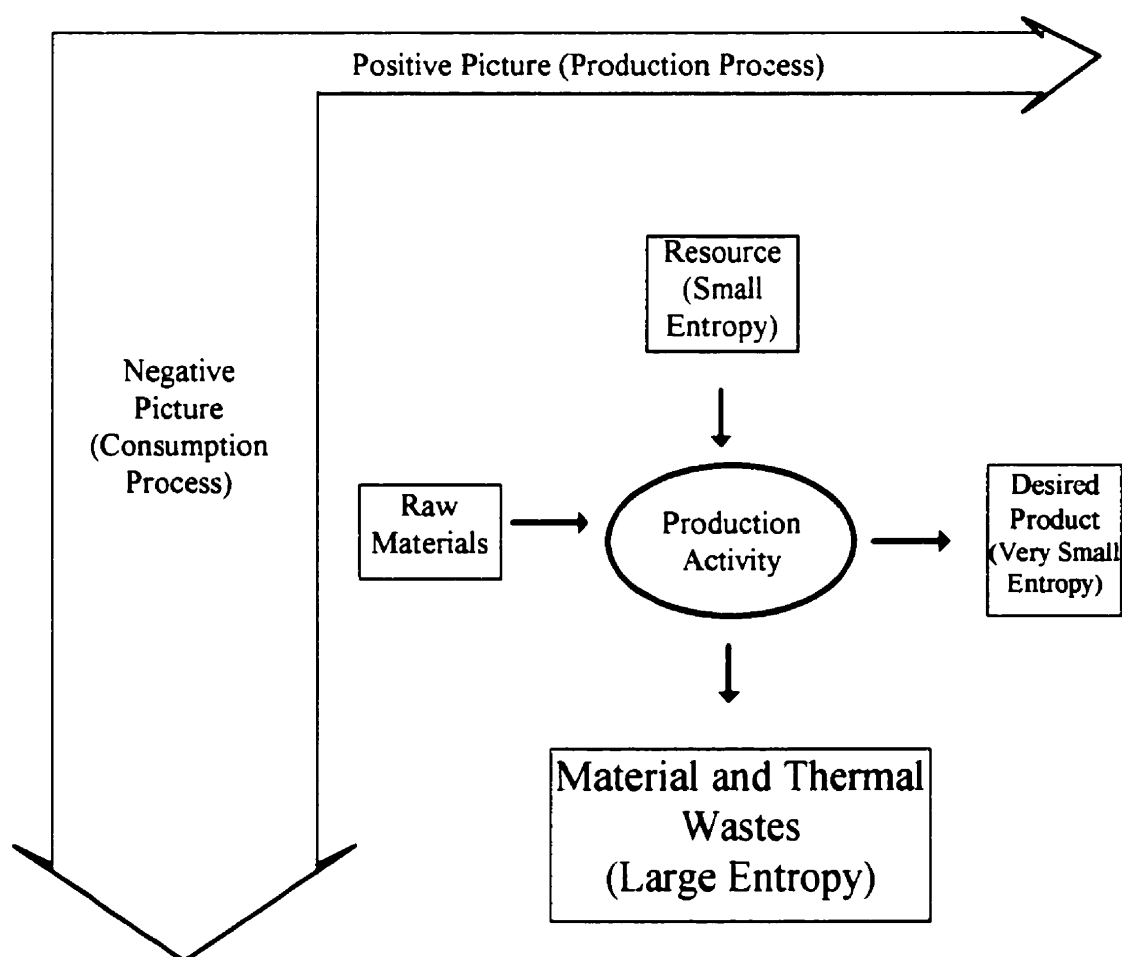 Positive Picture (Production Process)
Resource
(Small
Entropy)
Negative
Picture
(Consumption
Process)
Raw
Materials
Production
Activity
Desired
Product
(Very Small
Entropy)
Material and Thermal
Wastes
(Large Entropy)